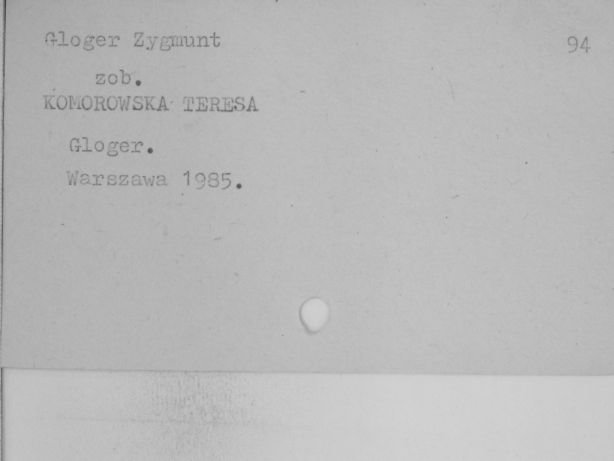 Gloger Zygmunt 94
zob.
KOMOROWSKA TERESA
Gloger.
Warszawa 1985.